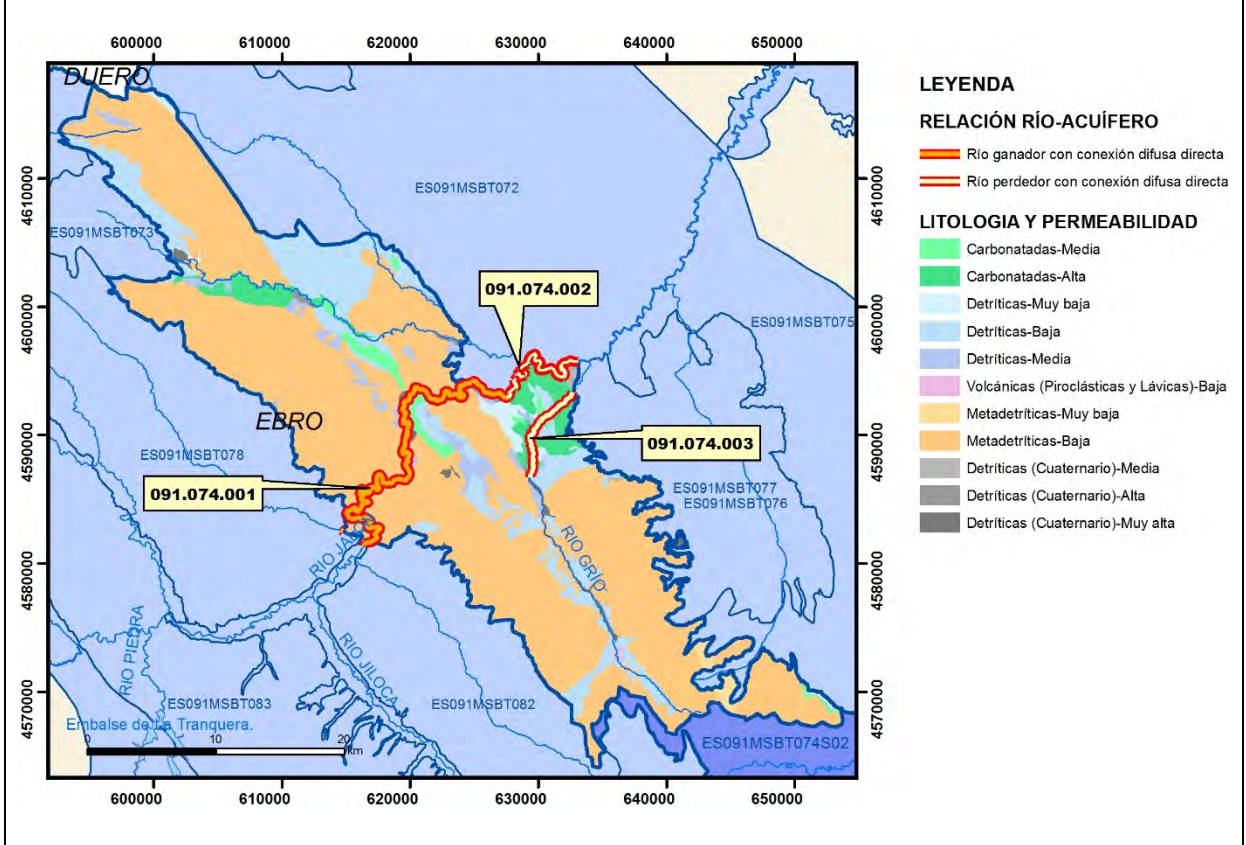 600000 610000 620000 630000 640000 650000
DUERO
4610000
4610000
ES091MSBT072
ES091MSBT073
091.074.002
4600000
4600000
ES091MSBT075
EBRO
091.074.003
4590000
4590000
ES091MSBT078
091.074.001
ES091MSBT077
ES091MSBT076
RIO GRÍO
4580000
4580000
RIO PIEDRA
RIO JILOCA
ES091MSBT083
ES091MSBT082
4570000
4570000
Embalse de La Tranquera.
ES091MSBT074S02
0 10 20
km
600000 610000 620000 630000 640000 650000
LEYENDA
RELACIÓN RÍO-ACUÍFERO
Río ganador con conexión difusa directa
Río perdedor con conexión difusa directa
LITOLOGIA Y PERMEABILIDAD
Carbonatadas-Media
Carbonatadas-Alta
Detríticas-Muy baja
Detríticas-Baja
Detríticas-Media
Volcánicas (Piroclásticas y Lávicas)-Baja
Metadetríticas-Muy baja
Metadetríticas-Baja
Detríticas (Cuaternario)-Media
Detríticas (Cuaternario)-Alta
Detríticas (Cuaternario)-Muy alta